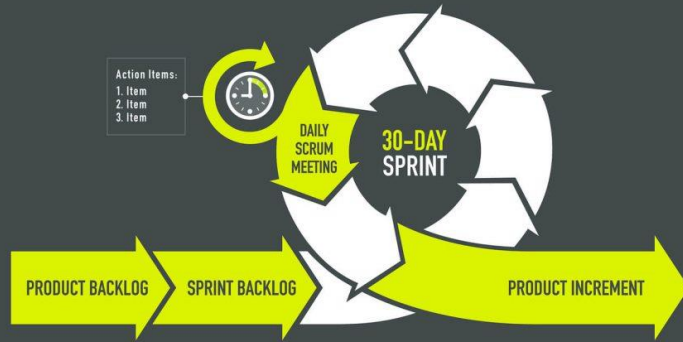 Action Items:
1. Item
2. Item
3. Item
DAILY
SCRUM
MEETING
30-DAY
SPRINT
PRODUCT BACKLOG
SPRINT BACKLOG
PRODUCT INCREMENT